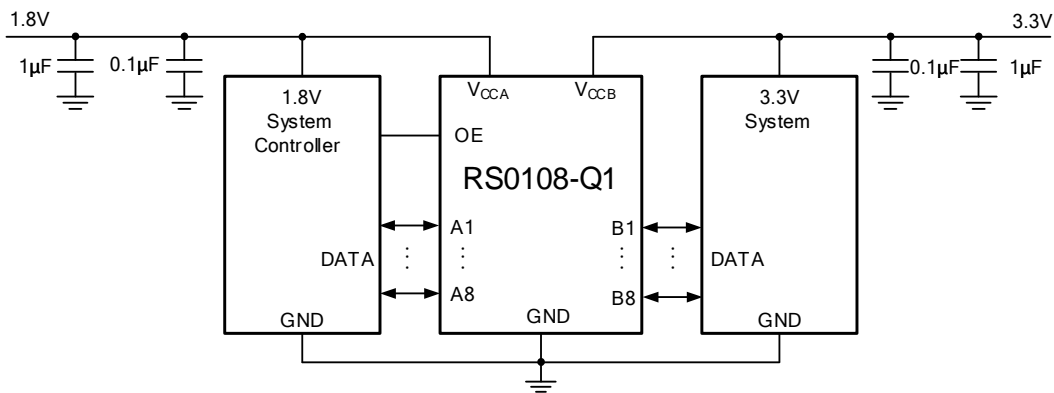 1.8V
3.3V
1μF
0.1μF
0.1μF
1μF
1.8V
System
Controller
VCCA
VCCB
3.3V
System
OE
RS0108-Q1
A1
B1
DATA
⋮
⋮
⋮
⋮
DATA
A8
B8
GND
GND
GND